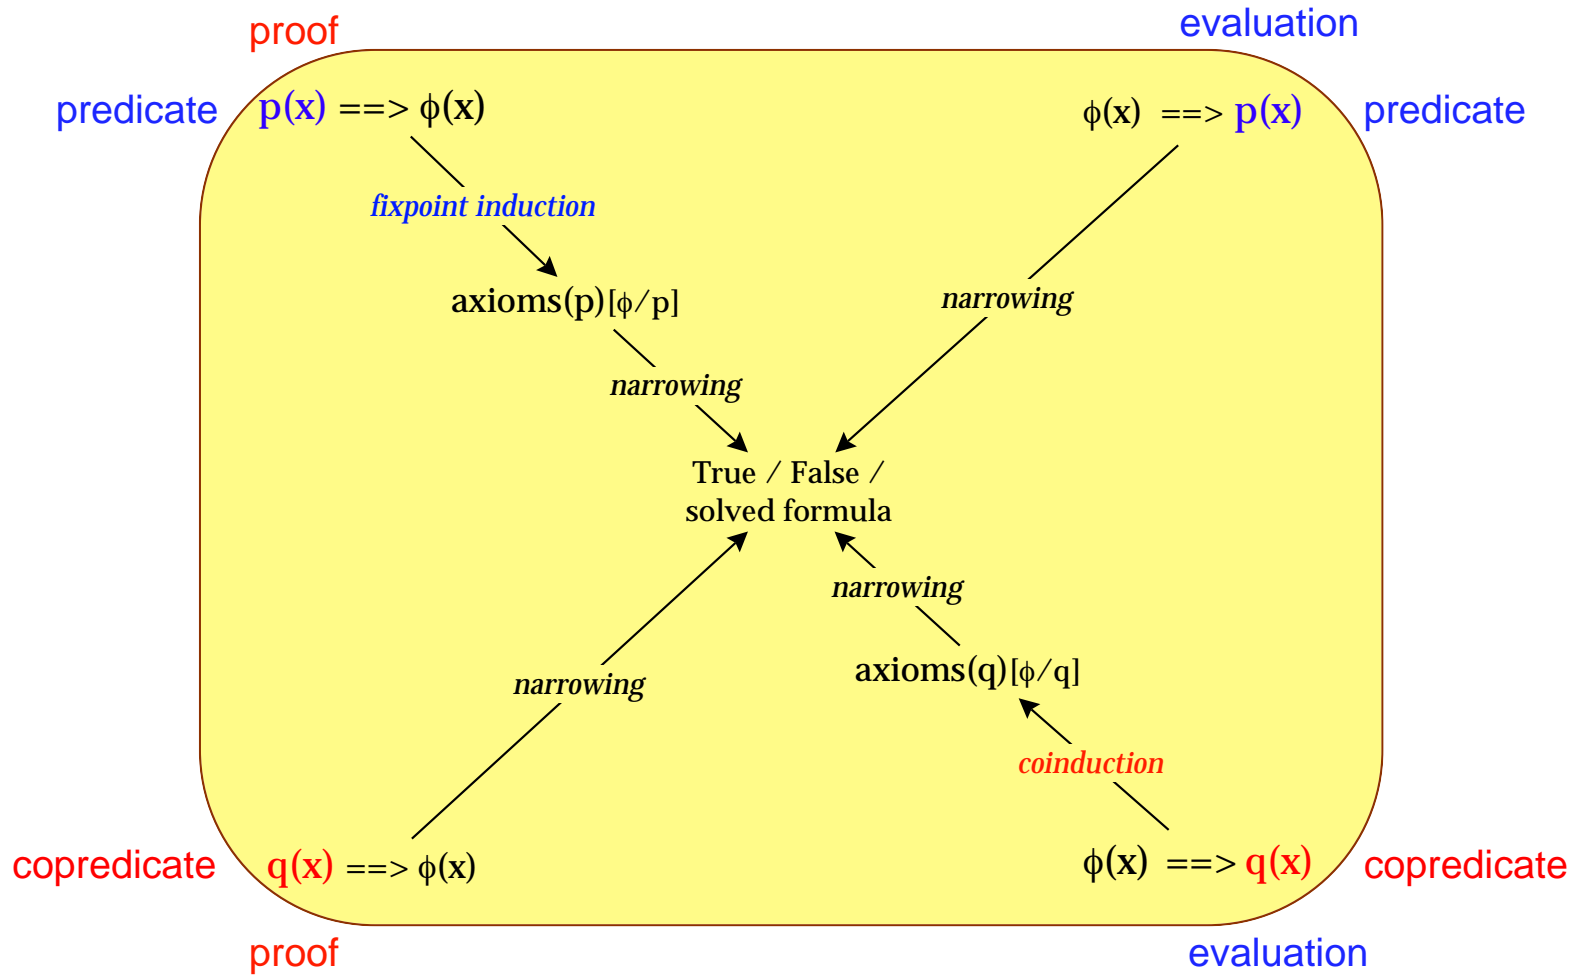 proof
evaluation
predicate p(x) ==> ϕ(x)
ϕ(x) ==> p(x) predicate
fixpoint induction
axioms(p)[ϕ/p]
narrowing
narrowing
True / False /
solved formula
narrowing
axioms(q)[ϕ/q]
narrowing
coinduction
copredicate q(x) ==> ϕ(x)
ϕ(x) ==> q(x) copredicate
proof
evaluation